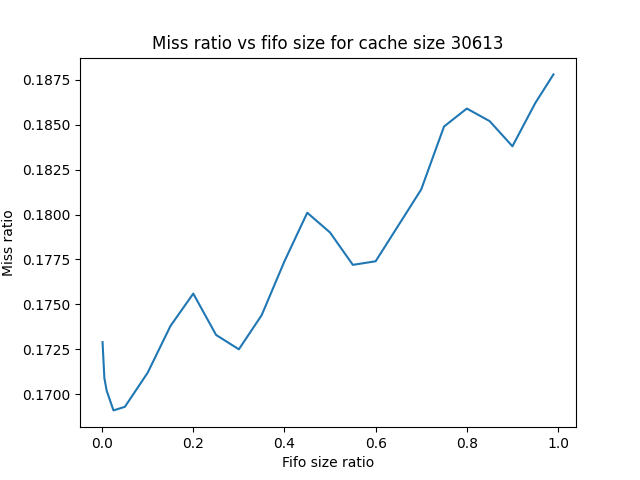 Miss ratio vs fifo size for cache size 30613
0.1875
0.1850
0.1825
0.1800
0.1775
0.1750
0.1725
0.1700
Miss ratio
0.0 0.2 0.4 0.6 0.8 1.0
Fifo size ratio